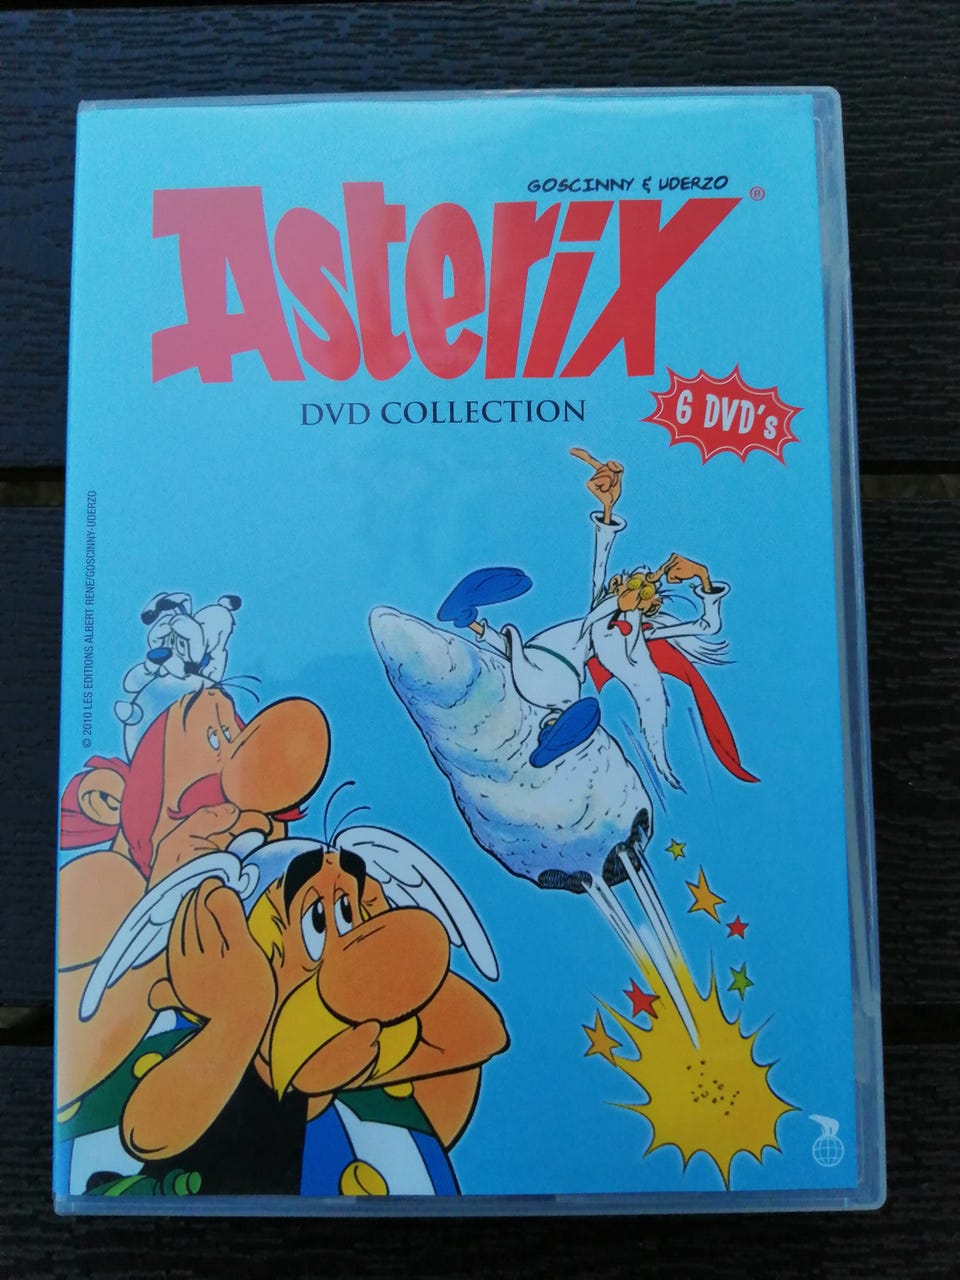 GOSCINNY & UDERZO
Asterix®
DVD COLLECTION
6 DVD's
© 2010 LES EDITIONS ALBERT RENE/GOSCINNY-UDERZO